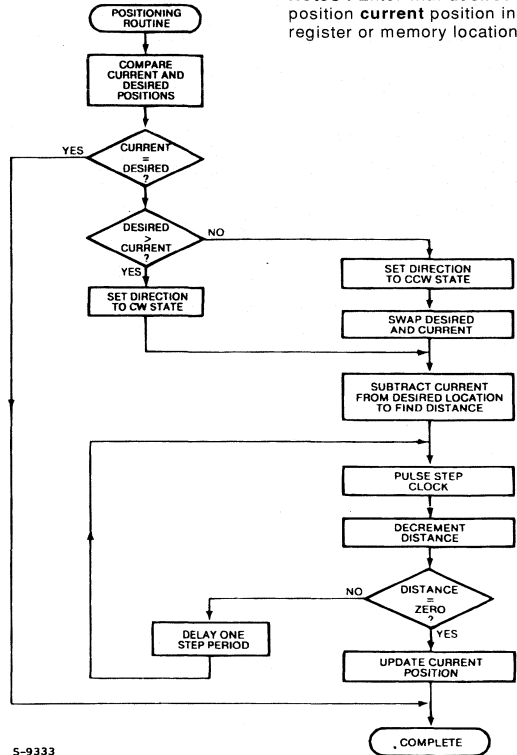 position current position in
register or memory location
POSITIONING
ROUTINE
COMPARE
CURRENT AND
DESIRED
POSITIONS
YES
CURRENT
=
DESIRED
?
DESIRED
>
CURRENT
?
NO
YES
SET DIRECTION
TO CW STATE
SET DIRECTION
TO CCW STATE
SWAP DESIRED
AND CURRENT
SUBTRACT CURRENT
FROM DESIRED LOCATION
TO FIND DISTANCE
PULSE STEP
CLOCK
DECREMENT
DISTANCE
NO
DISTANCE
=
ZERO
?
YES
DELAY ONE
STEP PERIOD
UPDATE CURRENT
POSITION
COMPLETE
S-9333